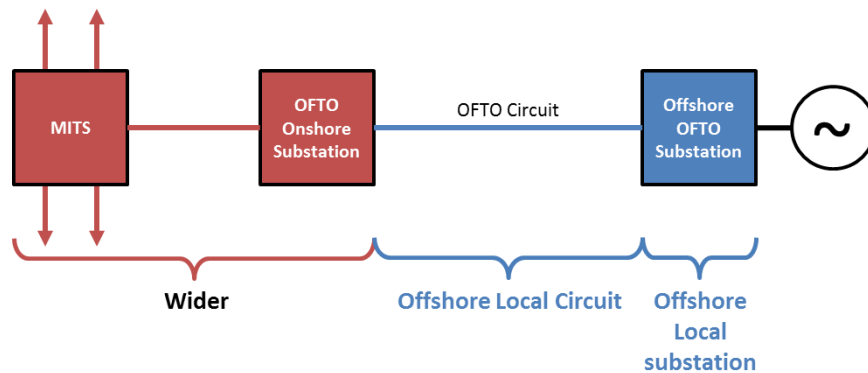 MITS
OFTO
Onshore
Substation
OFTO Circuit
Offshore
OFTO
Substation
~
Wider
Offshore Local Circuit
Offshore
Local
substation